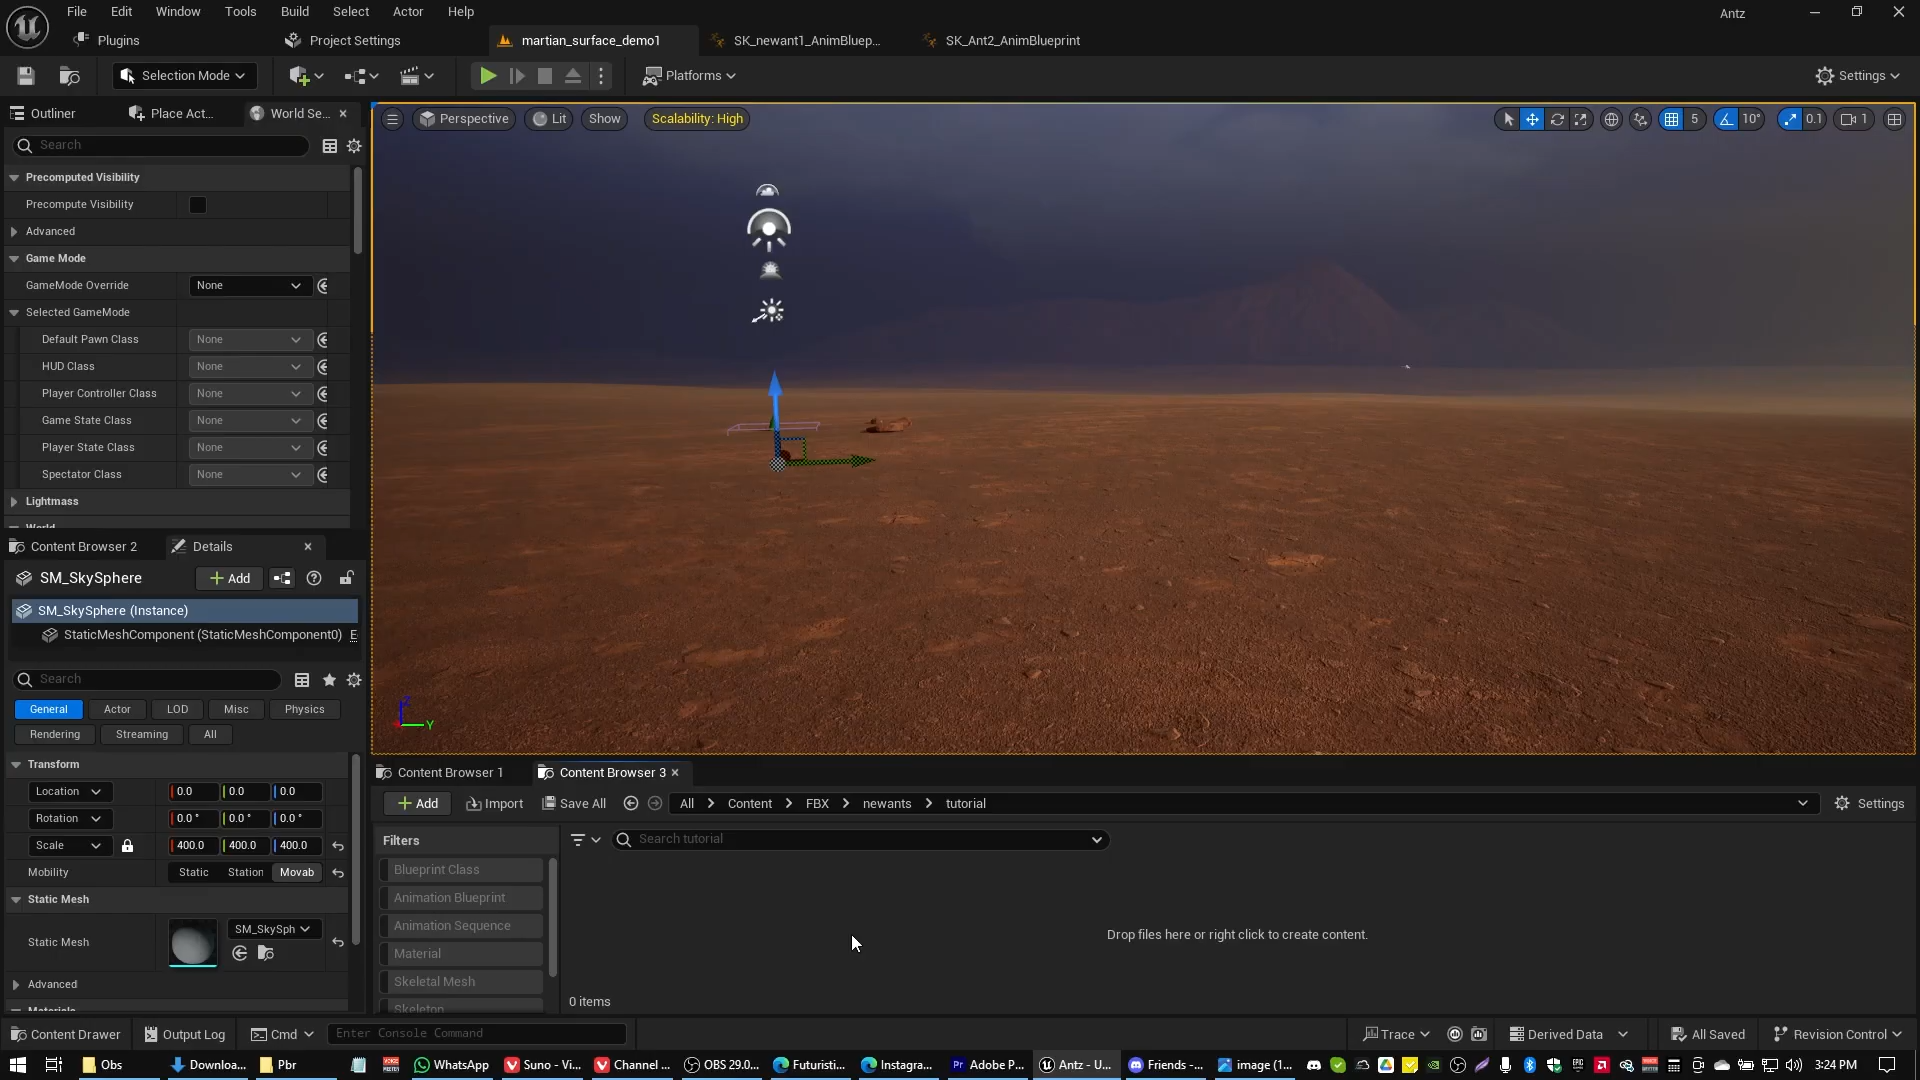 File Edit Window Tools Build Select Actor Help
Antz
Plugins Project Settings martian_surface_demo1 SK_newant1_AnimBluep... SK_Ant2_AnimBlueprint
Selection Mode Platforms Settings
Outliner Place Act... World Se...
Perspective Lit Show Scalability: High 5 10° 0.1 1
Search
Precomputed Visibility
Precompute Visibility
Advanced
Game Mode
GameMode Override None
Selected GameMode
Default Pawn Class None
HUD Class None
Player Controller Class None
Game State Class None
Player State Class None
Spectator Class None
Lightmass
World
Content Browser 2 Details
SM_SkySphere Add
SM_SkySphere (Instance)
StaticMeshComponent (StaticMeshComponent0) E
Search
General Actor LOD Misc Physics
Rendering Streaming All
Transform
Location 0.0 0.0 0.0
Rotation 0.0 ° 0.0 ° 0.0 °
Scale 400.0 400.0 400.0
Mobility Static Station Movab
Static Mesh
Static Mesh SM_SkySph
Advanced
Materials
Z
Y
Content Browser 1 Content Browser 3
Add Import Save All All Content FBX newants tutorial Settings
Filters
Search tutorial
Blueprint Class
Animation Blueprint
Animation Sequence
Material
Skeletal Mesh
Skeleton
Drop files here or right click to create content.
0 items
Content Drawer Output Log Cmd Enter Console Command Trace Derived Data All Saved Revision Control
Obs Downloa... Pbr WhatsApp Suno - Vi... Channel ... OBS 29.0... Futuristi... Instagra... Adobe P... Antz - U... Friends -... image (1... 3:24 PM